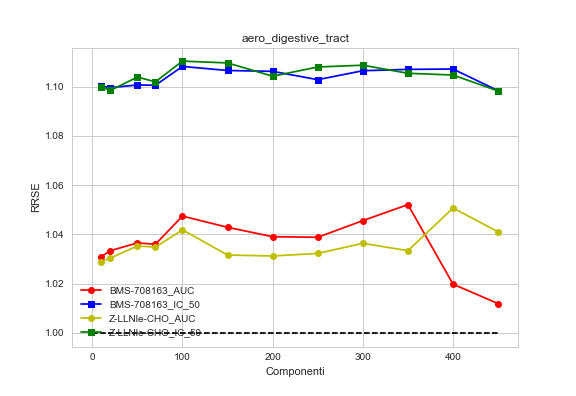 aero_digestive_tract
RRSE
1.10
1.08
1.06
1.04
1.02
1.00
BMS-708163_AUC
BMS-708163_IC_50
Z-LLNle-CHO_AUC
Z-LLNle-CHO_IC_50
0 100 200 300 400
Componenti